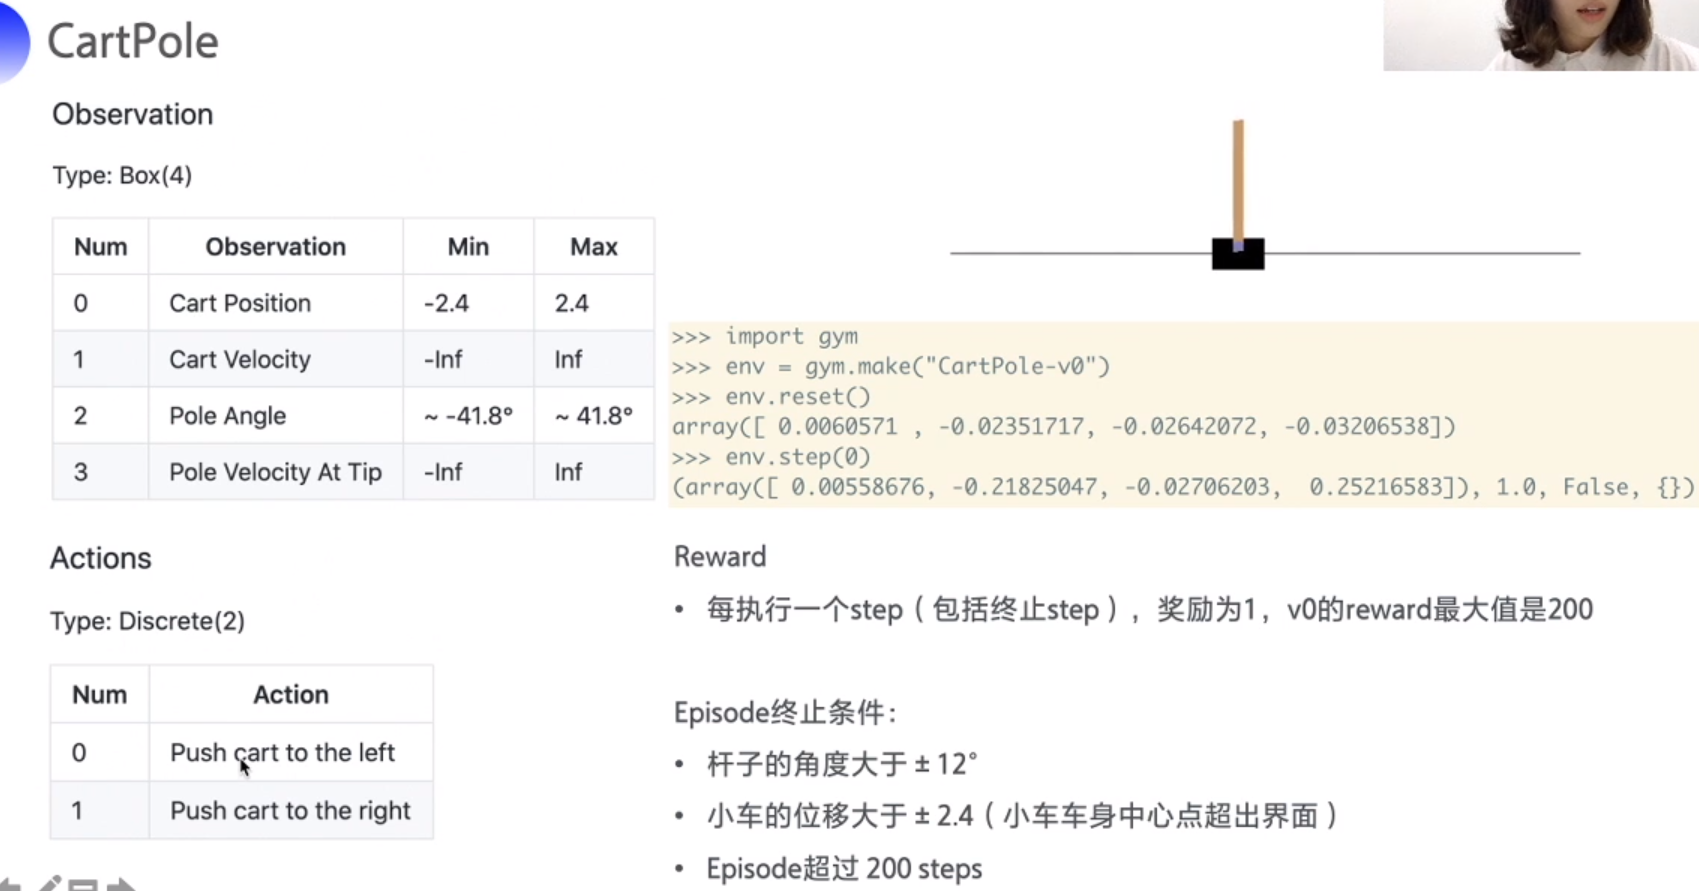 CartPole
Observation
Type: Box(4)
Num Observation Min Max
0 Cart Position -2.4 2.4
1 Cart Velocity -Inf Inf
2 Pole Angle ~ -41.8° ~ 41.8°
3 Pole Velocity At Tip -Inf Inf
Actions
Type: Discrete(2)
Num Action
0 Push cart to the left
1 Push cart to the right
>>> import gym
>>> env = gym.make("CartPole-v0")
>>> env.reset()
array([ 0.0060571 , -0.02351717, -0.02642072, -0.03206538])
>>> env.step(0)
(array([ 0.00558676, -0.21825047, -0.02706203,  0.25216583]), 1.0, False, {})
Reward
• 每执行一个step（包括终止step），奖励为1，v0的reward最大值是200
Episode终止条件：
• 杆子的角度大于 ± 12°
• 小车的位移大于 ± 2.4（小车车身中心点超出界面）
• Episode超过 200 steps